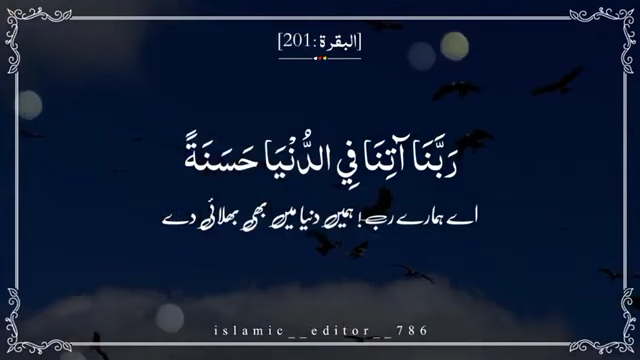 [البقرة:201]
رَبَّنَا آتِنَا فِي الدُّنْيَا حَسَنَةً
اے ہمارے رب! ہمیں دنیا میں بھی بھلائی دے
islamic__editor__786